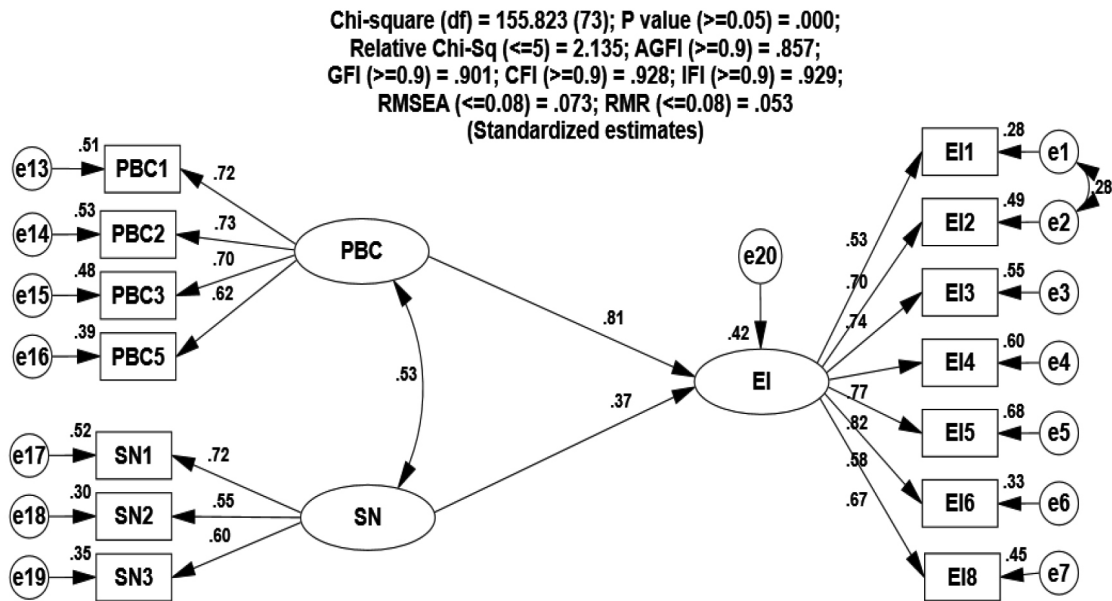 Chi-square (df) = 155.823 (73); P value (>=0.05) = .000;
Relative Chi-Sq (<=5) = 2.135; AGFI (>=0.9) = .857;
GFI (>=0.9) = .901; CFI (>=0.9) = .928; IFI (>=0.9) = .929;
RMSEA (<=0.08) = .073; RMR (<=0.08) = .053
(Standardized estimates)
e13
.51
PBC1
.72
e14
.53
PBC2
.73
e15
.48
PBC3
.70
e16
.39
PBC5
.62
PBC
.53
e17
.52
SN1
.72
e18
.30
SN2
.55
e19
.35
SN3
.60
SN
.81
.37
e20
.42
EI
.53
EI1
.28
e1
.28
.70
EI2
.49
e2
.74
EI3
.55
e3
.77
EI4
.60
e4
.82
EI5
.68
e5
.58
EI6
.33
e6
.67
EI8
.45
e7